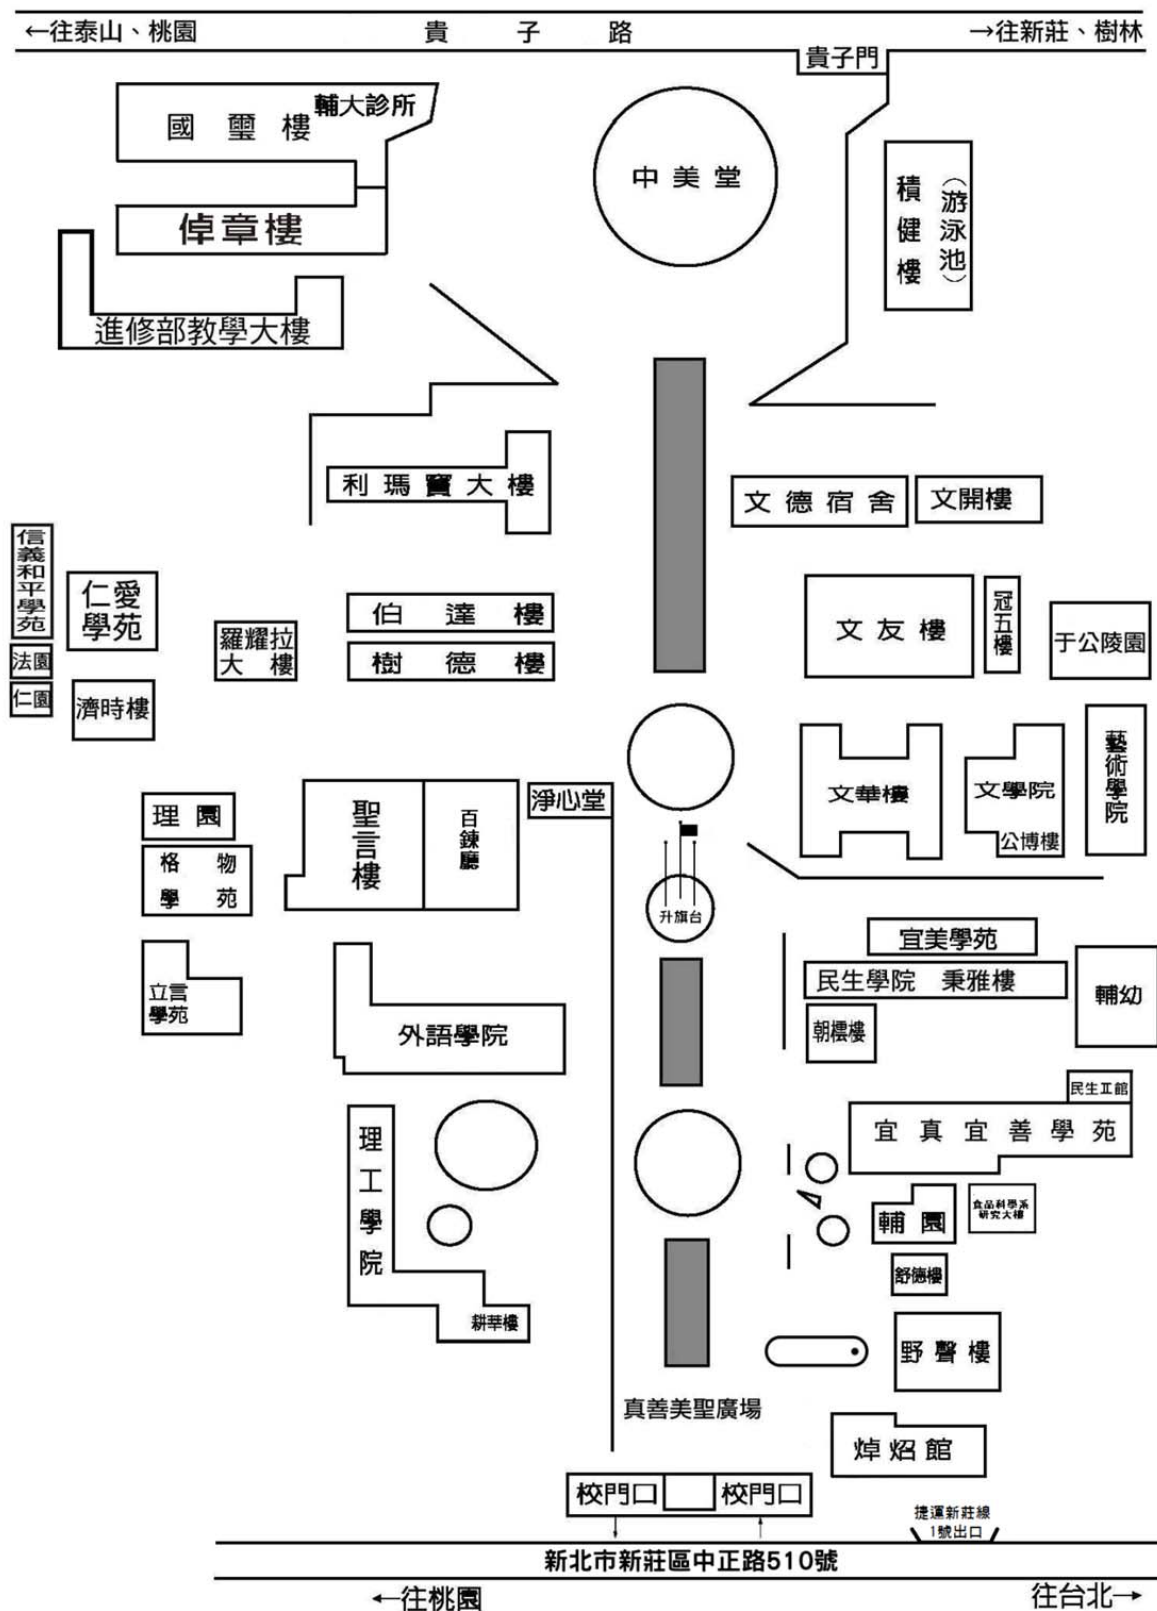 ←往泰山、桃園
貴子路
→往新莊、樹林
貴子門
輔大診所
國璽樓
中美堂
積健樓
(游泳池)
倬章樓
進修部教學大樓
利瑪竇大樓
文德宿舍
文開樓
信義和平學苑
仁愛
學苑
伯達樓
文友樓
冠五樓
于公陵園
羅耀拉
大樓
樹德樓
法園
仁園
濟時樓
藝術學院
文華樓
文學院
公博樓
淨心堂
理園
聖言樓
百鍊廳
格物
學苑
升旗台
宜美學苑
民生學院 秉雅樓
輔幼
立言
學苑
外語學院
朝橒樓
民生II館
宜真宜善學苑
理工學院
輔園
食品科學系
研究大樓
舒德樓
耕莘樓
野聲樓
真善美聖廣場
焯炤館
校門口
校門口
捷運新莊線
1號出口
新北市新莊區中正路510號
←往桃園
往台北→